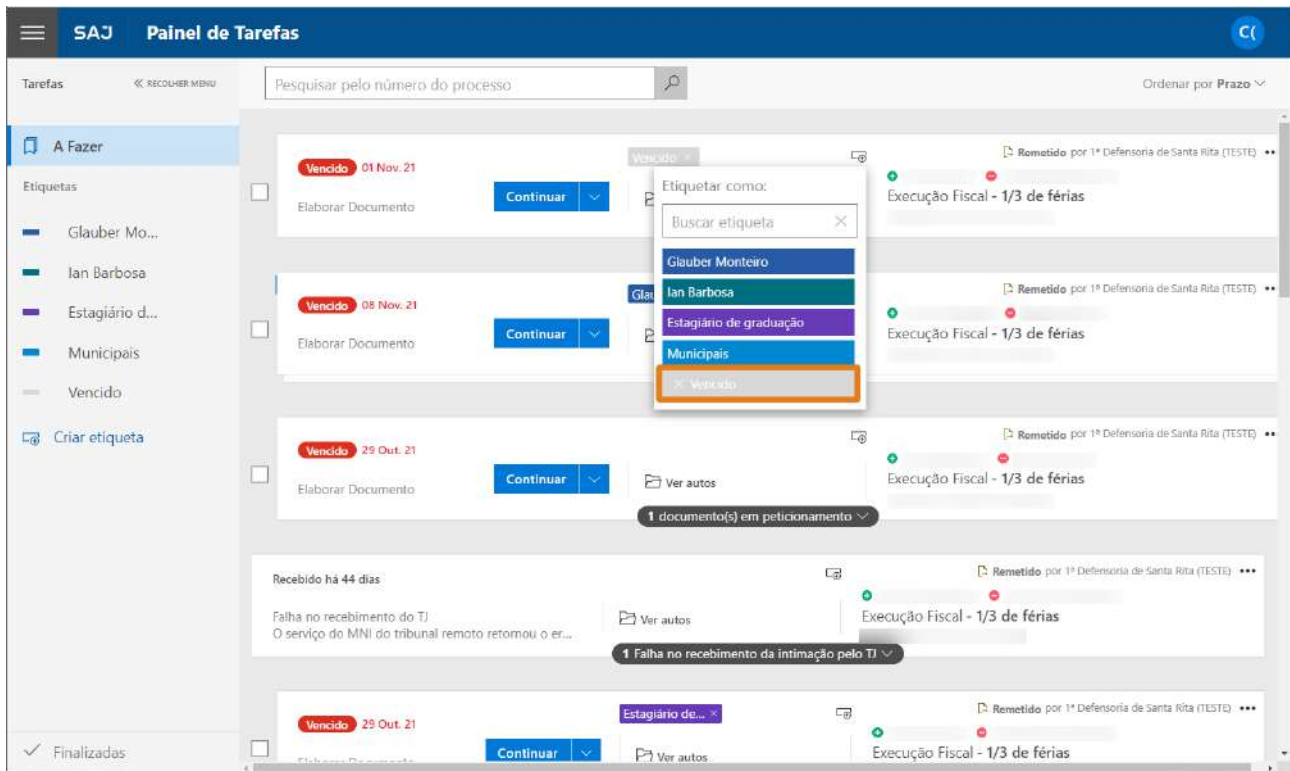 SAJ Painel de Tarefas
C(
Tarefas
RECOLHER MENU
Pesquisar pelo número do processo
Ordenar por Prazo
A Fazer
Etiquetas
Glauber Mo...
Ian Barbosa
Estagiário d...
Municipais
Vencido
Criar etiqueta
Finalizadas
Vencido 01 Nov. 21
Elaborar Documento
Continuar
Vencido ×
Remetido por 1ª Defensoria de Santa Rita (TESTE)
Execução Fiscal - 1/3 de férias
Etiquetar como:
Buscar etiqueta
Glauber Monteiro
Ian Barbosa
Estagiário de graduação
Municipais
× Vencido
Vencido 08 Nov. 21
Elaborar Documento
Continuar
Glau
Remetido por 1ª Defensoria de Santa Rita (TESTE)
Execução Fiscal - 1/3 de férias
Vencido 29 Out. 21
Elaborar Documento
Continuar
Ver autos
1 documento(s) em peticionamento
Remetido por 1ª Defensoria de Santa Rita (TESTE)
Execução Fiscal - 1/3 de férias
Recebido há 44 dias
Falha no recebimento do TJ
O serviço do MNI do tribunal remoto retornou o er...
Ver autos
1 Falha no recebimento da intimação pelo TJ
Remetido por 1ª Defensoria de Santa Rita (TESTE)
Execução Fiscal - 1/3 de férias
Vencido 29 Out. 21
Elaborar Documento
Continuar
Estagiário de... ×
Ver autos
Remetido por 1ª Defensoria de Santa Rita (TESTE)
Execução Fiscal - 1/3 de férias